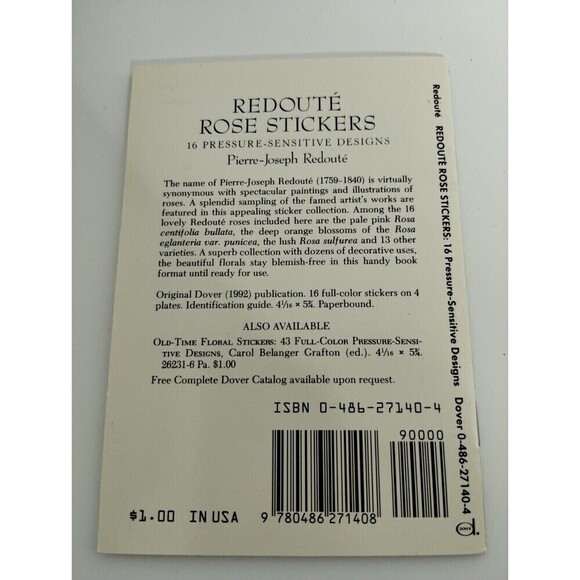 REDOUTÉ
ROSE STICKERS
16 PRESSURE-SENSITIVE DESIGNS
Pierre-Joseph Redouté
The name of Pierre-Joseph Redouté (1759–1840) is virtually
synonymous with spectacular paintings and illustrations of
roses. A splendid sampling of the famed artist's works are
featured in this appealing sticker collection. Among the 16
lovely Redouté roses included here are the pale pink Rosa
centifolia bullata, the deep orange blossoms of the Rosa
eglanteria var. punicea, the lush Rosa sulfurea and 13 other
varieties. A superb collection with dozens of decorative uses,
the beautiful florals stay blemish-free in this handy book
format until ready for use.
Original Dover (1992) publication. 16 full-color stickers on 4
plates. Identification guide. 4 1/16 × 5¾. Paperbound.
ALSO AVAILABLE
OLD-TIME FLORAL STICKERS: 43 FULL-COLOR PRESSURE-SENSI-
TIVE DESIGNS, Carol Belanger Grafton (ed.). 4 1/16 × 5¾.
26231-6 Pa. $1.00
Free Complete Dover Catalog available upon request.
ISBN 0-486-27140-4
90000
$1.00 IN USA
9 780486 271408
Redouté REDOUTÉ ROSE STICKERS: 16 Pressure-Sensitive Designs Dover 0-486-27140-4